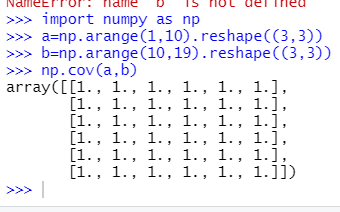 NameError: name 'b' is not defined
>>> import numpy as np
>>> a=np.arange(1,10).reshape((3,3))
>>> b=np.arange(10,19).reshape((3,3))
>>> np.cov(a,b)
array([[1., 1., 1., 1., 1., 1.],
       [1., 1., 1., 1., 1., 1.],
       [1., 1., 1., 1., 1., 1.],
       [1., 1., 1., 1., 1., 1.],
       [1., 1., 1., 1., 1., 1.],
       [1., 1., 1., 1., 1., 1.]])
>>>